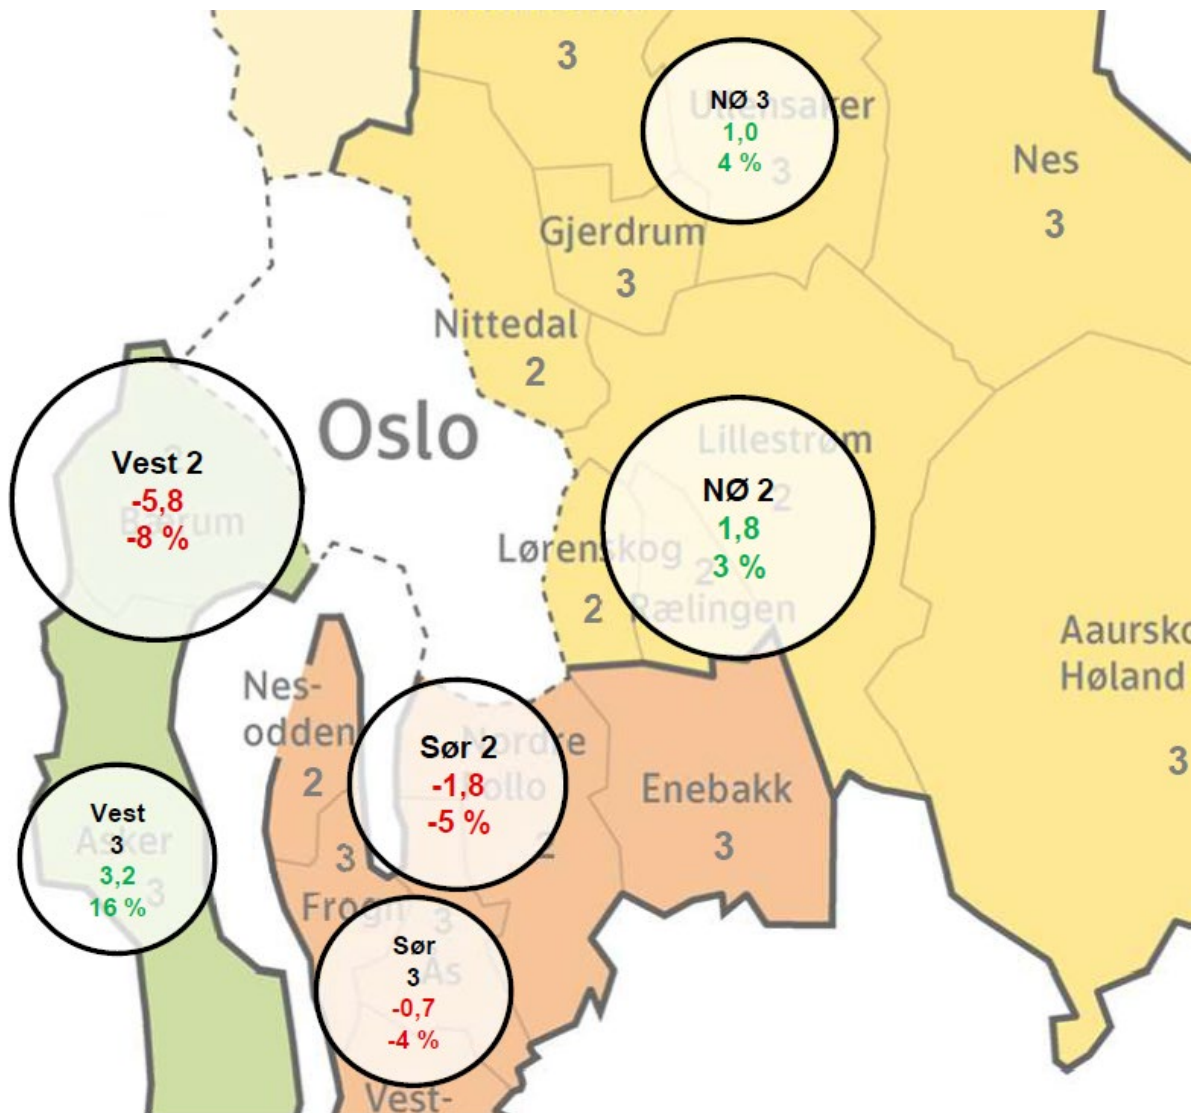 3
NØ 3
Ullensaker
1,0
4 %
3
Nes
3
Gjerdrum
3
Nittedal
2
Oslo
Vest 2
-5,8
Bærum
-8 %
Lillestrøm
NØ 2
2
1,8
3 %
Lørenskog
2
2
Rælingen
Aaursko
Høland
3
Nes-
odden
2
Sør 2
Nordre
Follo
-1,8
-5 %
2
Enebakk
3
Vest
3
Asker
3,2
3
16 %
3
Frogn
3
Sør
3
Ås
-0,7
-4 %
Vest-